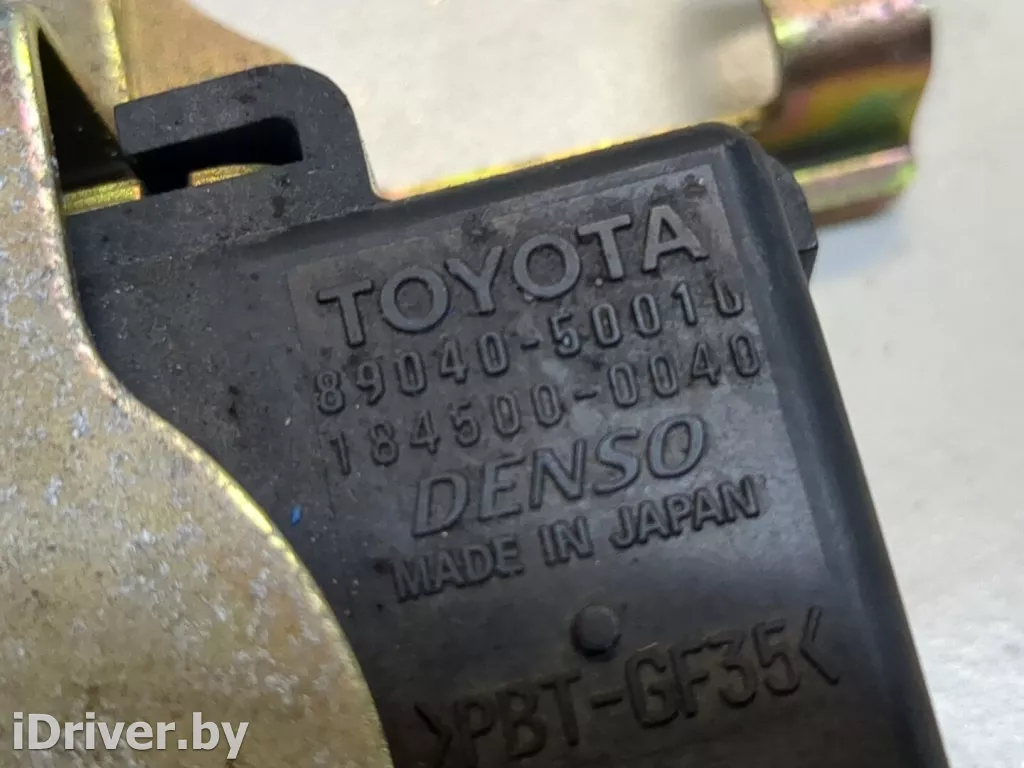 TOYOTA
89040-50010
184500-0040
DENSO
MADE IN JAPAN
>PBT-GF35<
iDriver.by